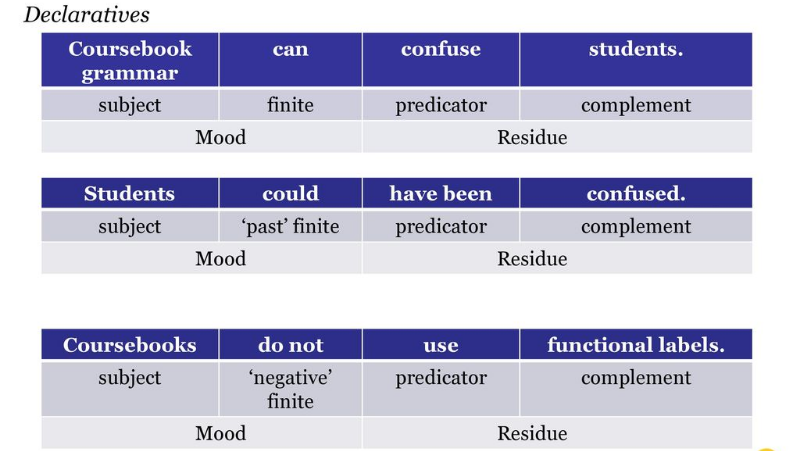 Declaratives
Coursebook can confuse students.
grammar
subject finite predicator complement
Mood Residue
Students could have been confused.
subject ‘past’ finite predicator complement
Mood Residue
Coursebooks do not use functional labels.
subject ‘negative’ predicator complement
finite
Mood Residue